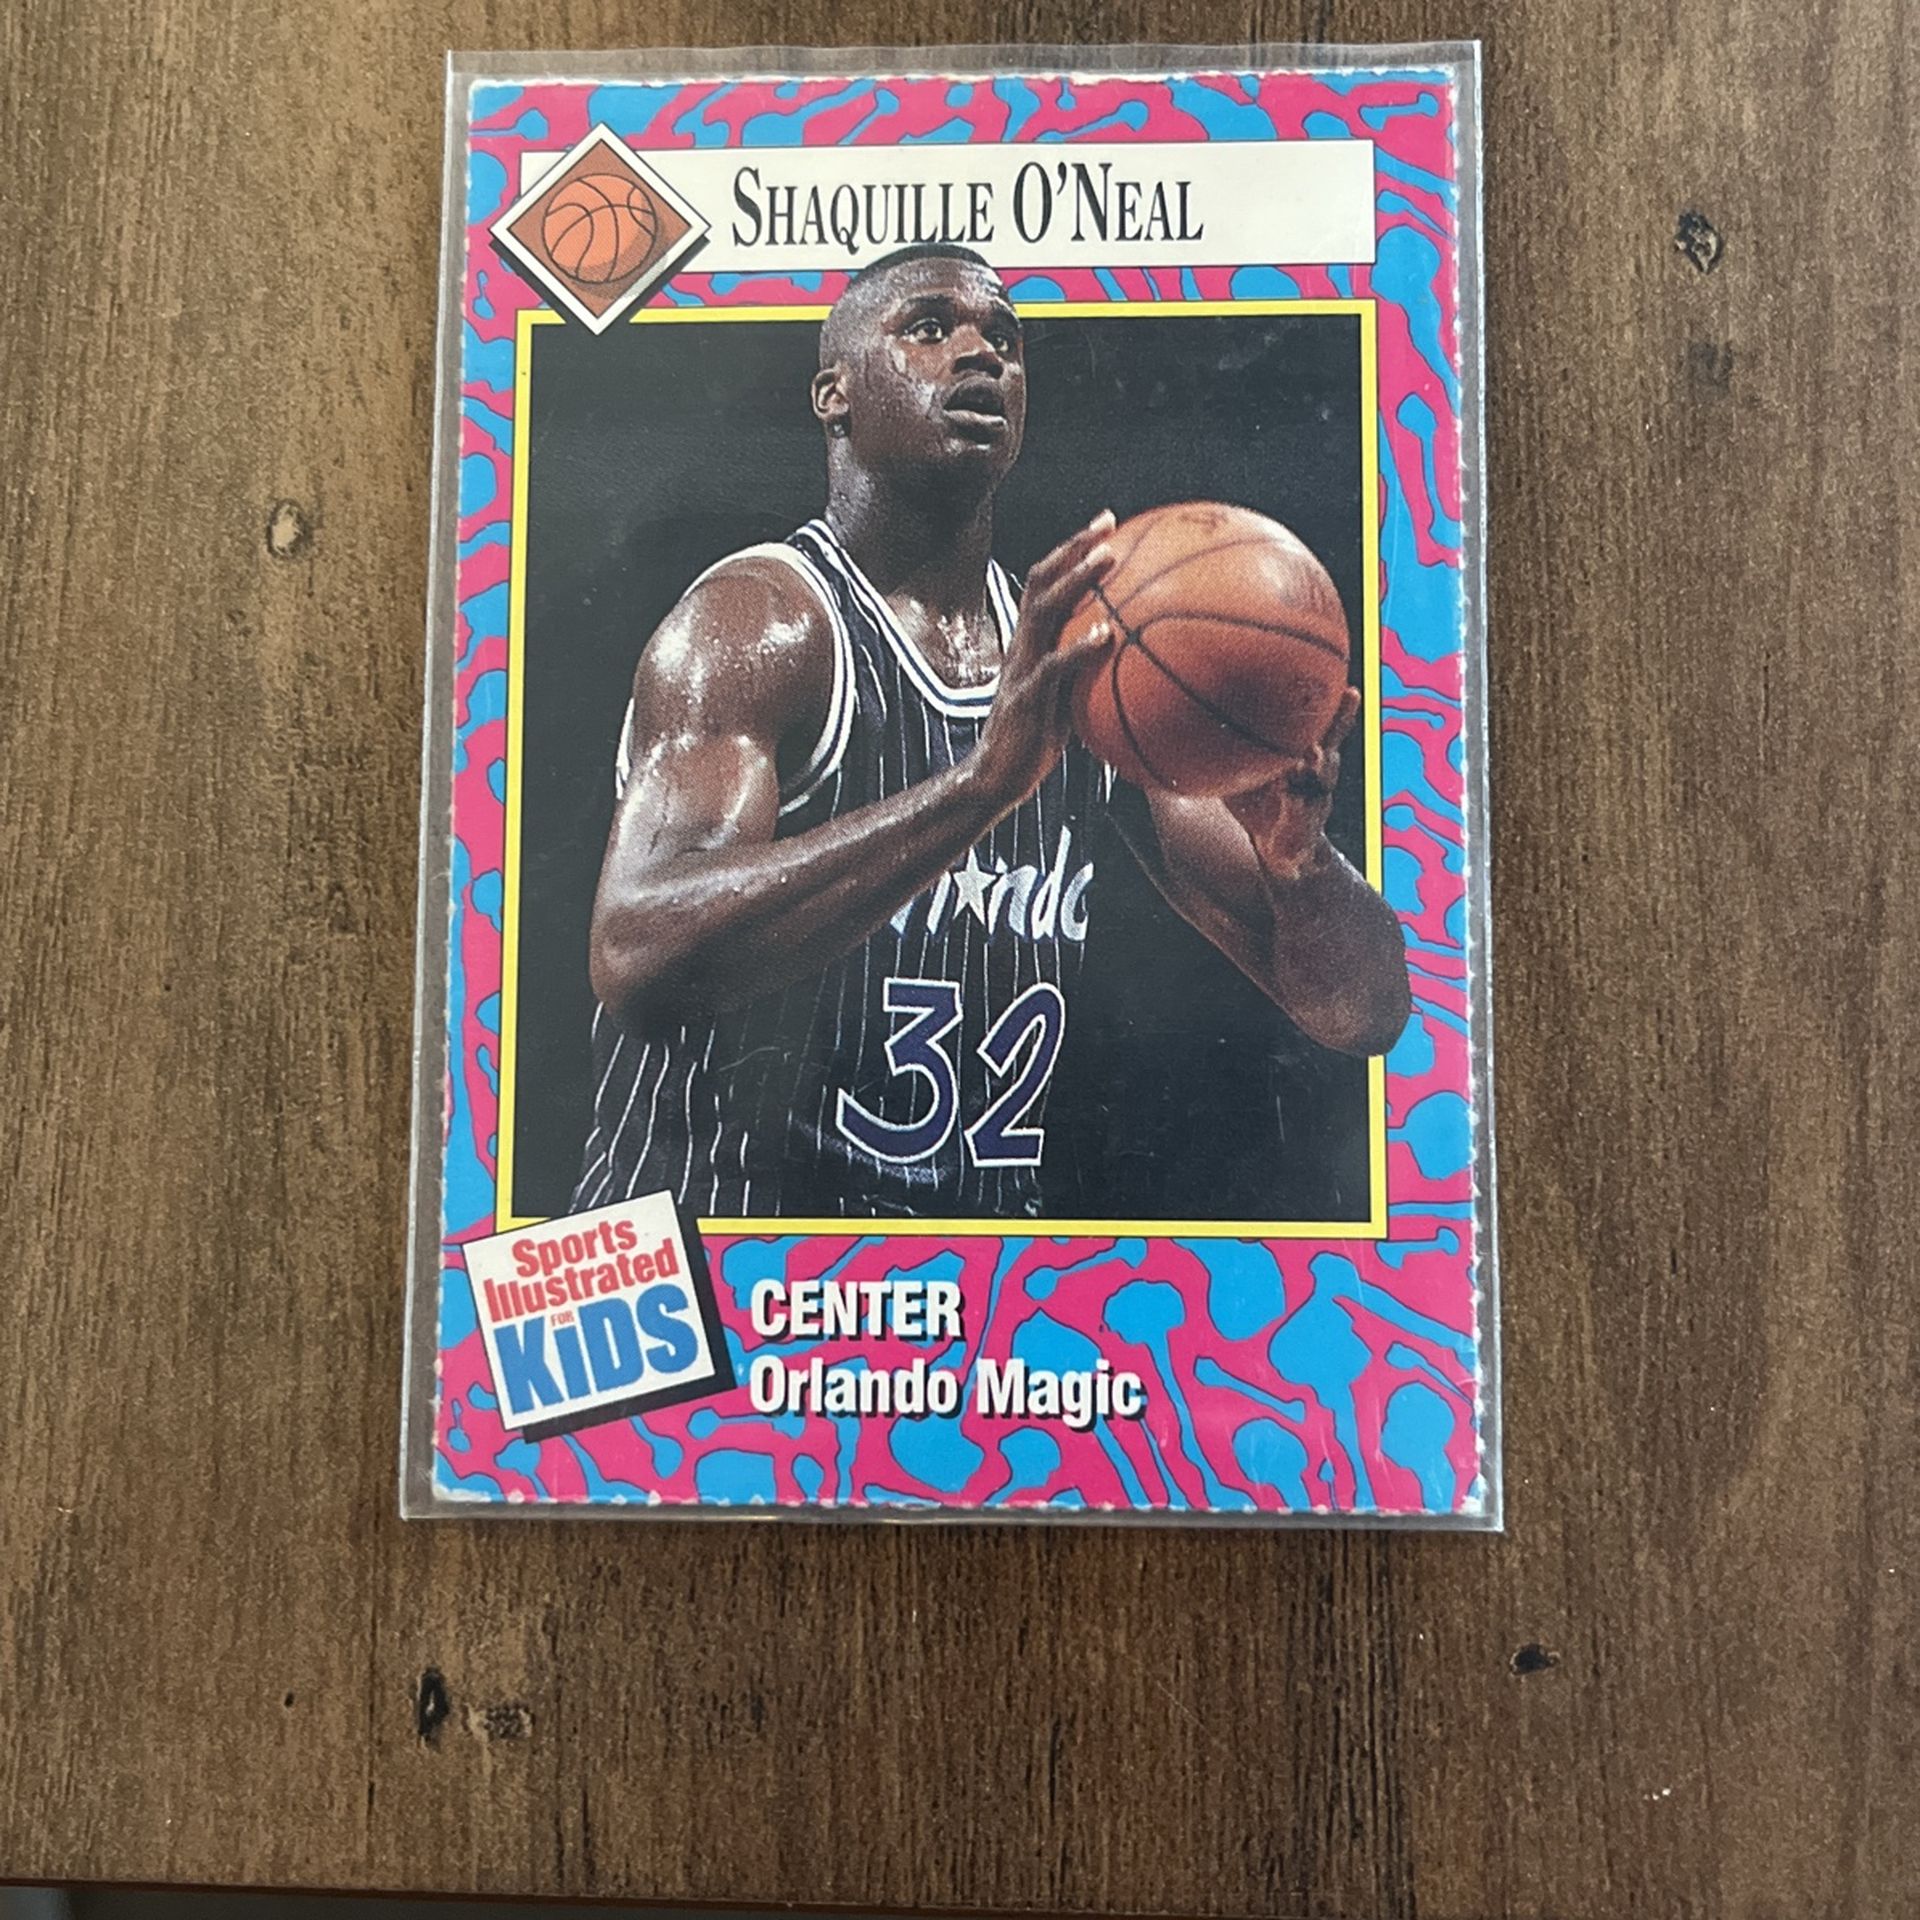 Shaquille O'Neal
32
Sports
Illustrated
FOR
KiDS
CENTER
Orlando Magic